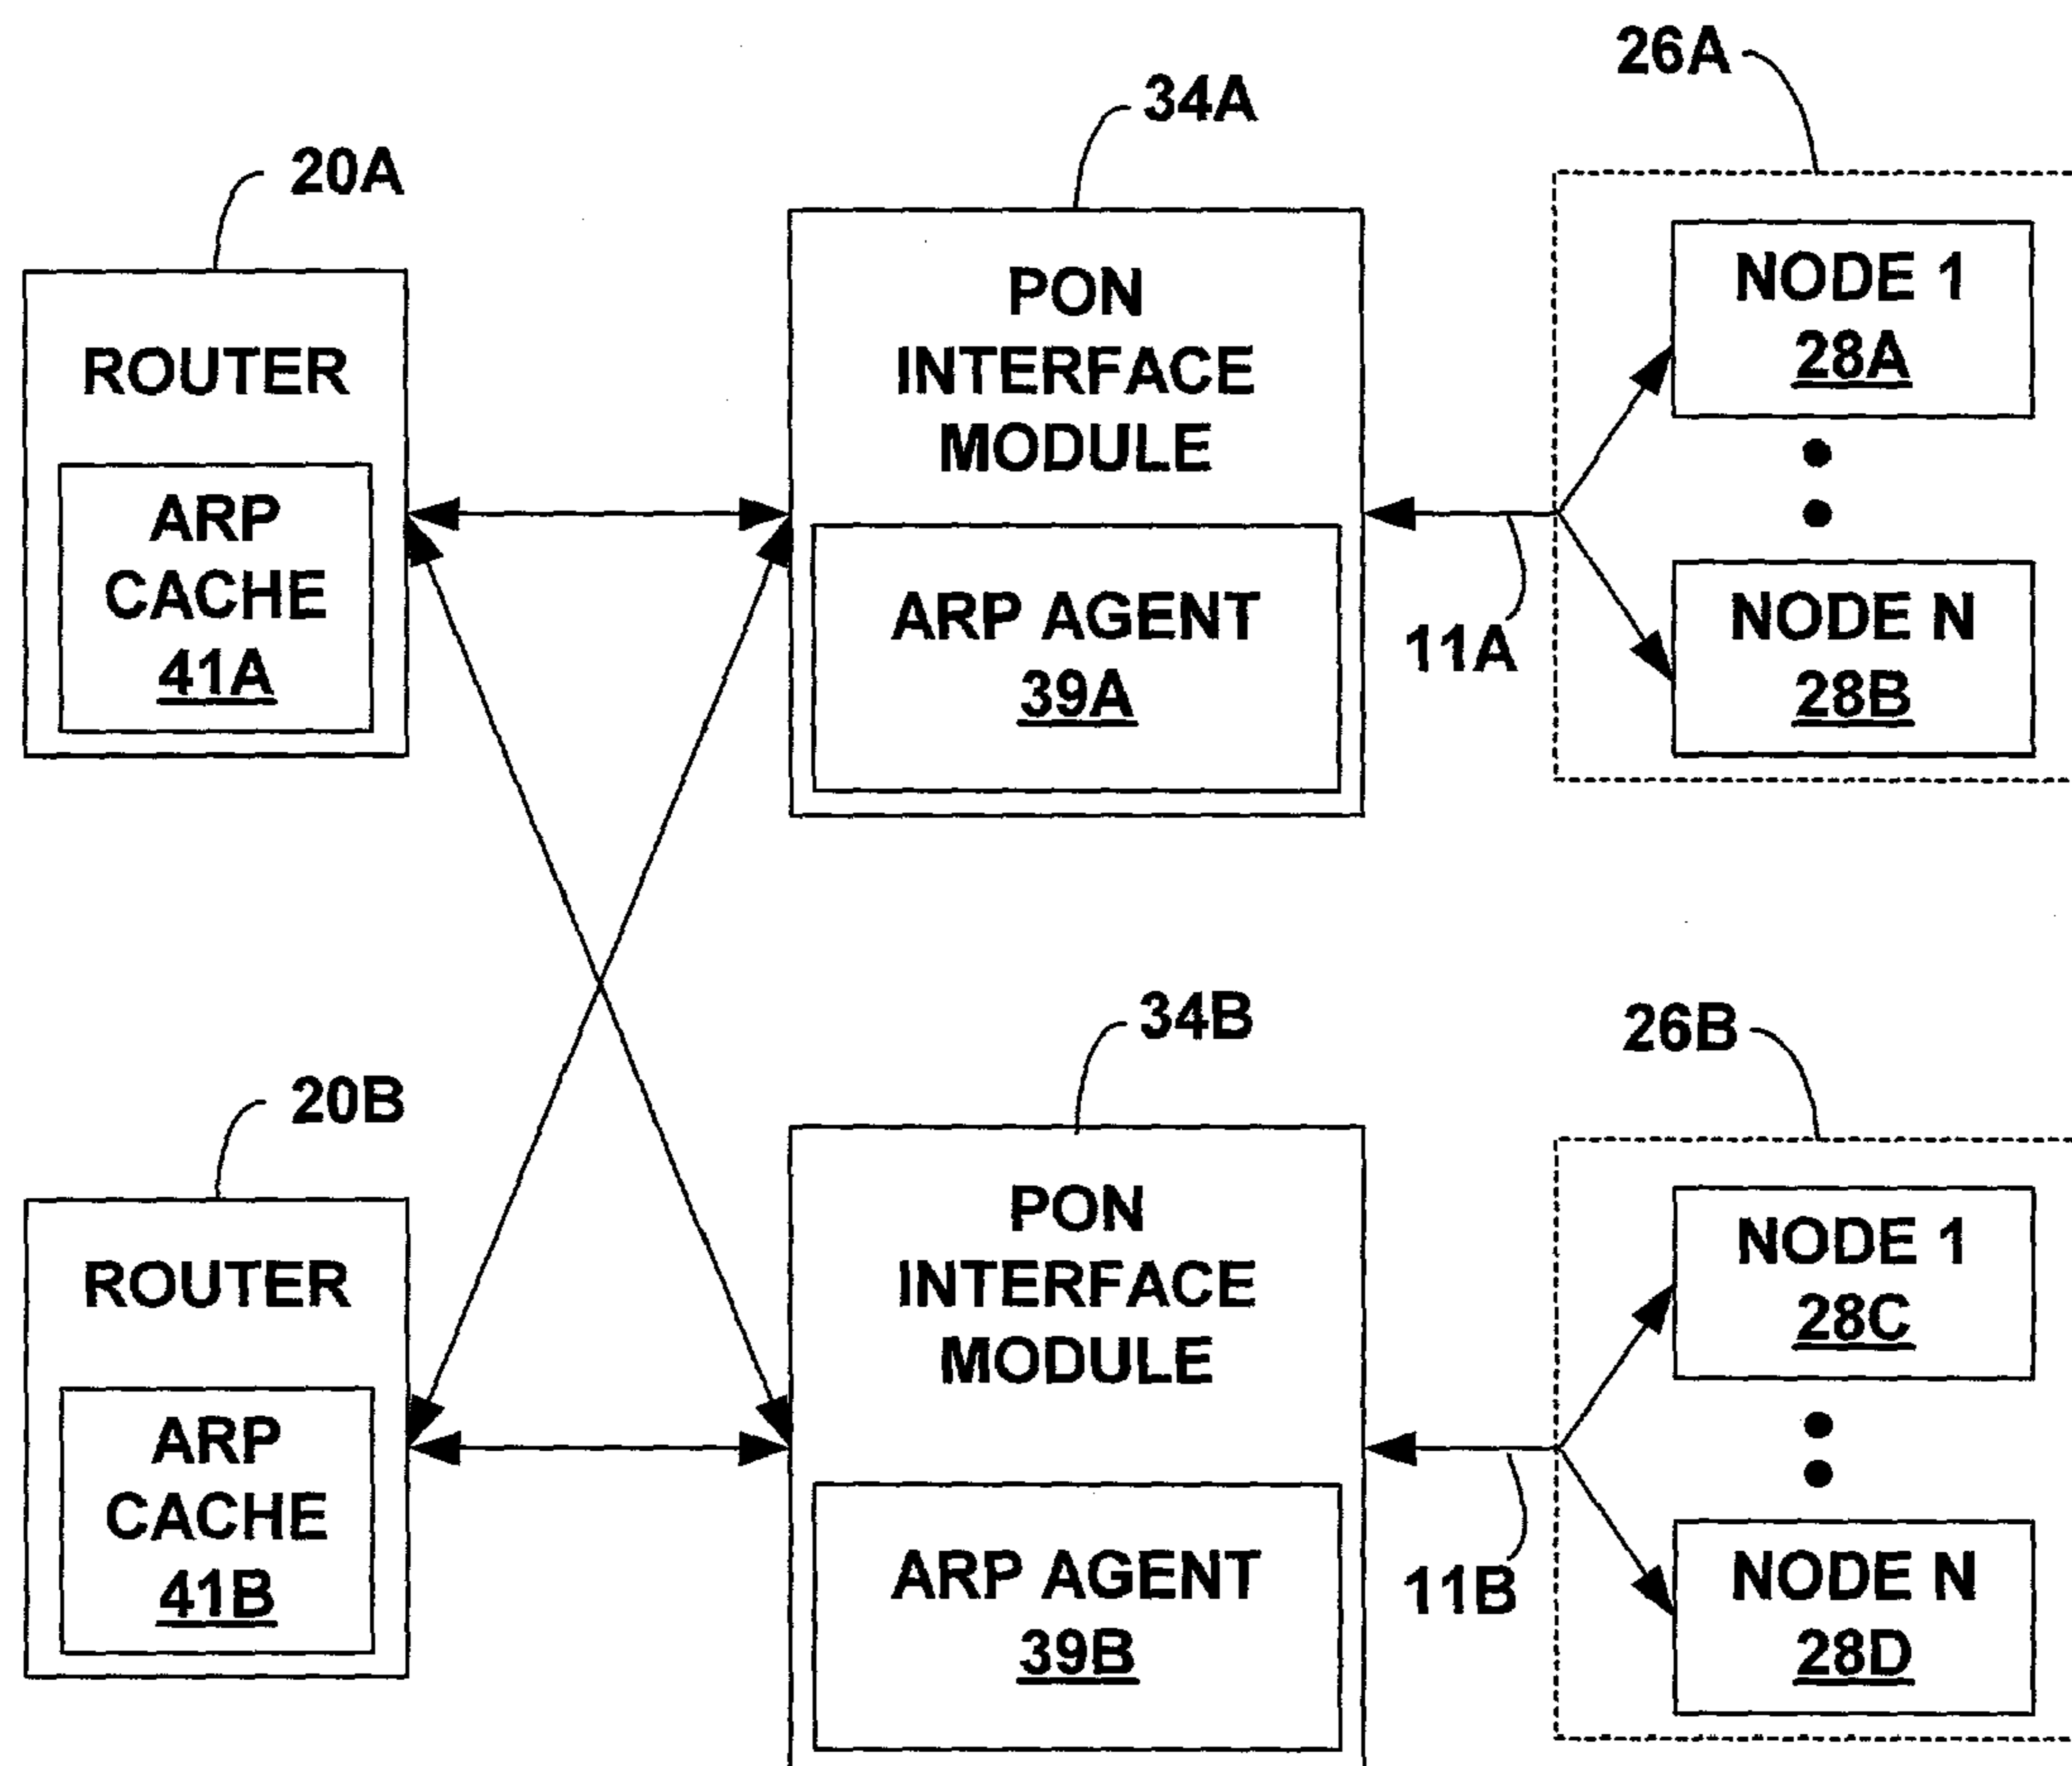 26A
34A
20A
ROUTER
ARP
CACHE
41A
PON
INTERFACE
MODULE
ARP AGENT
39A
11A
NODE 1
28A
NODE N
28B
34B
26B
20B
ROUTER
ARP
CACHE
41B
PON
INTERFACE
MODULE
ARP AGENT
39B
11B
NODE 1
28C
NODE N
28D